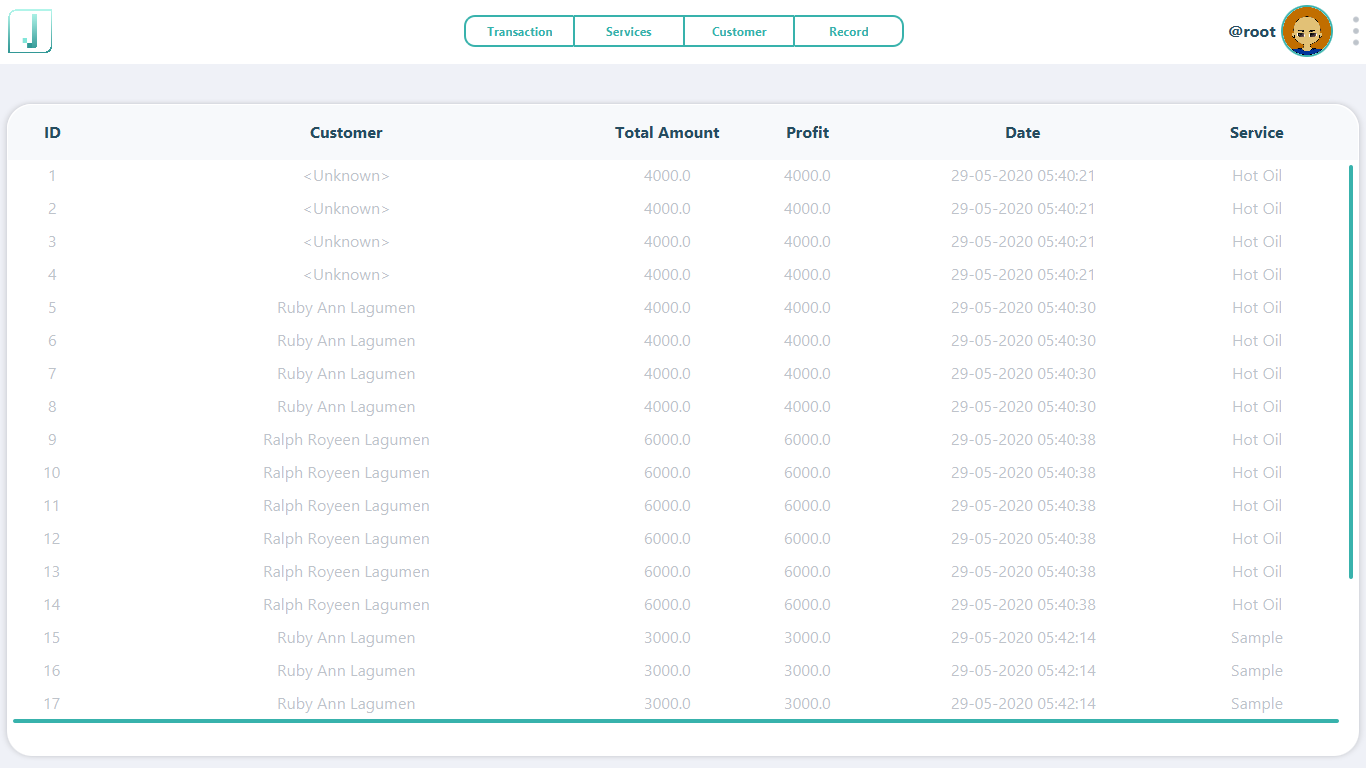 J Transaction Services Customer Record @root
ID Customer Total Amount Profit Date Service
1 <Unknown> 4000.0 4000.0 29-05-2020 05:40:21 Hot Oil
2 <Unknown> 4000.0 4000.0 29-05-2020 05:40:21 Hot Oil
3 <Unknown> 4000.0 4000.0 29-05-2020 05:40:21 Hot Oil
4 <Unknown> 4000.0 4000.0 29-05-2020 05:40:21 Hot Oil
5 Ruby Ann Lagumen 4000.0 4000.0 29-05-2020 05:40:30 Hot Oil
6 Ruby Ann Lagumen 4000.0 4000.0 29-05-2020 05:40:30 Hot Oil
7 Ruby Ann Lagumen 4000.0 4000.0 29-05-2020 05:40:30 Hot Oil
8 Ruby Ann Lagumen 4000.0 4000.0 29-05-2020 05:40:30 Hot Oil
9 Ralph Royeen Lagumen 6000.0 6000.0 29-05-2020 05:40:38 Hot Oil
10 Ralph Royeen Lagumen 6000.0 6000.0 29-05-2020 05:40:38 Hot Oil
11 Ralph Royeen Lagumen 6000.0 6000.0 29-05-2020 05:40:38 Hot Oil
12 Ralph Royeen Lagumen 6000.0 6000.0 29-05-2020 05:40:38 Hot Oil
13 Ralph Royeen Lagumen 6000.0 6000.0 29-05-2020 05:40:38 Hot Oil
14 Ralph Royeen Lagumen 6000.0 6000.0 29-05-2020 05:40:38 Hot Oil
15 Ruby Ann Lagumen 3000.0 3000.0 29-05-2020 05:42:14 Sample
16 Ruby Ann Lagumen 3000.0 3000.0 29-05-2020 05:42:14 Sample
17 Ruby Ann Lagumen 3000.0 3000.0 29-05-2020 05:42:14 Sample